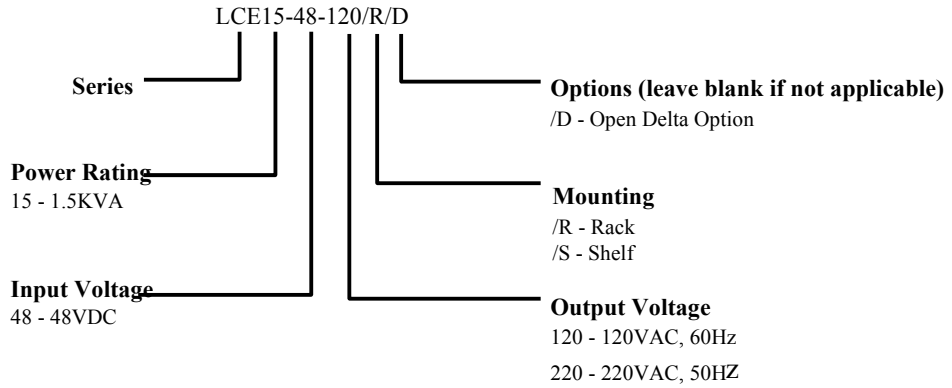 LCE15-48-120/R/D
Series
Options (leave blank if not applicable)
/D - Open Delta Option
Power Rating
15 - 1.5KVA
Mounting
/R - Rack
/S - Shelf
Input Voltage
48 - 48VDC
Output Voltage
120 - 120VAC, 60Hz
220 - 220VAC, 50HZ